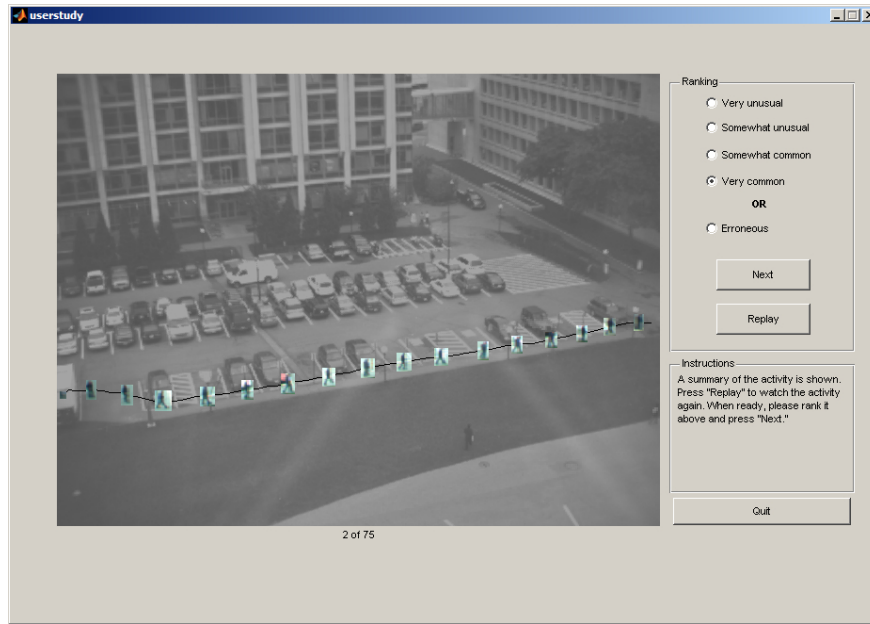 userstudy
Ranking
Very unusual
Somewhat unusual
Somewhat common
Very common
OR
Erroneous
Next
Replay
Instructions
A summary of the activity is shown.
Press "Replay" to watch the activity
again. When ready, please rank it
above and press "Next."
Quit
2 of 75